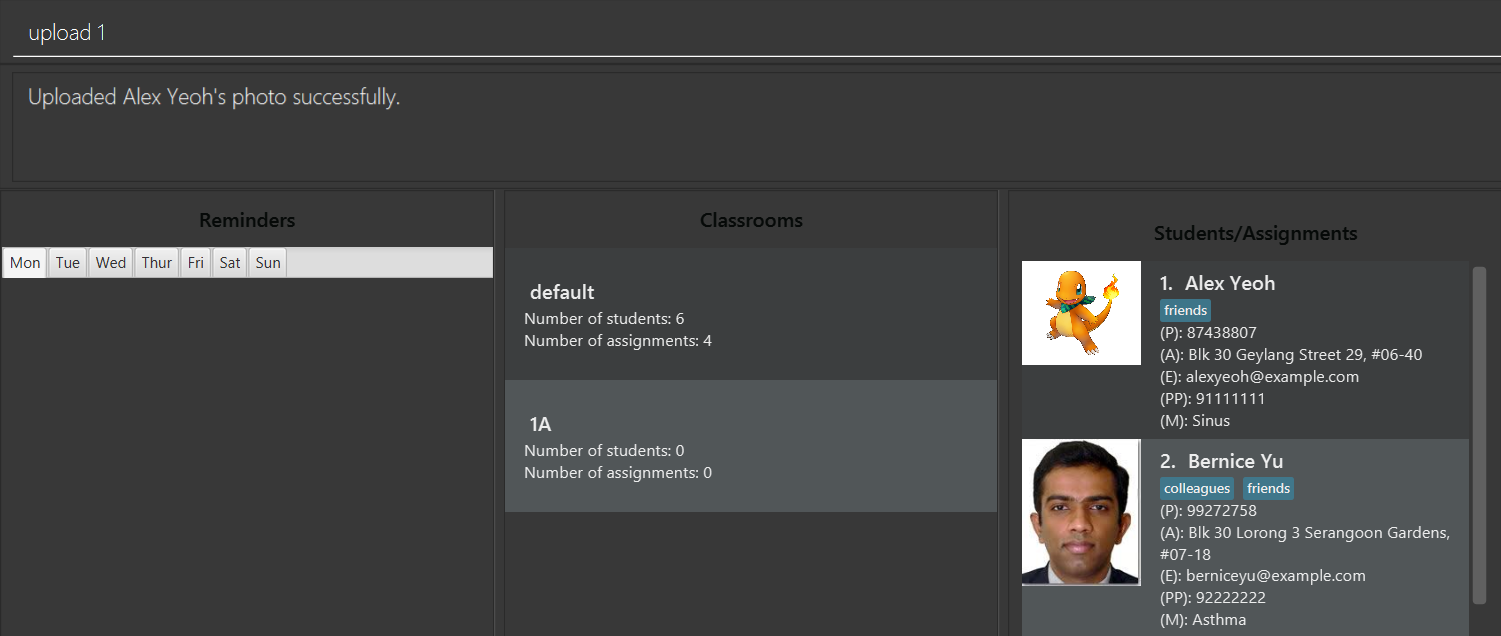 upload 1
Uploaded Alex Yeoh's photo successfully.
Reminders
Mon Tue Wed Thur Fri Sat Sun
Classrooms
default
Number of students: 6
Number of assignments: 4
1A
Number of students: 0
Number of assignments: 0
Students/Assignments
1. Alex Yeoh
friends
(P): 87438807
(A): Blk 30 Geylang Street 29, #06-40
(E): alexyeoh@example.com
(PP): 91111111
(M): Sinus
2. Bernice Yu
colleagues friends
(P): 99272758
(A): Blk 30 Lorong 3 Serangoon Gardens,
#07-18
(E): berniceyu@example.com
(PP): 92222222
(M): Asthma